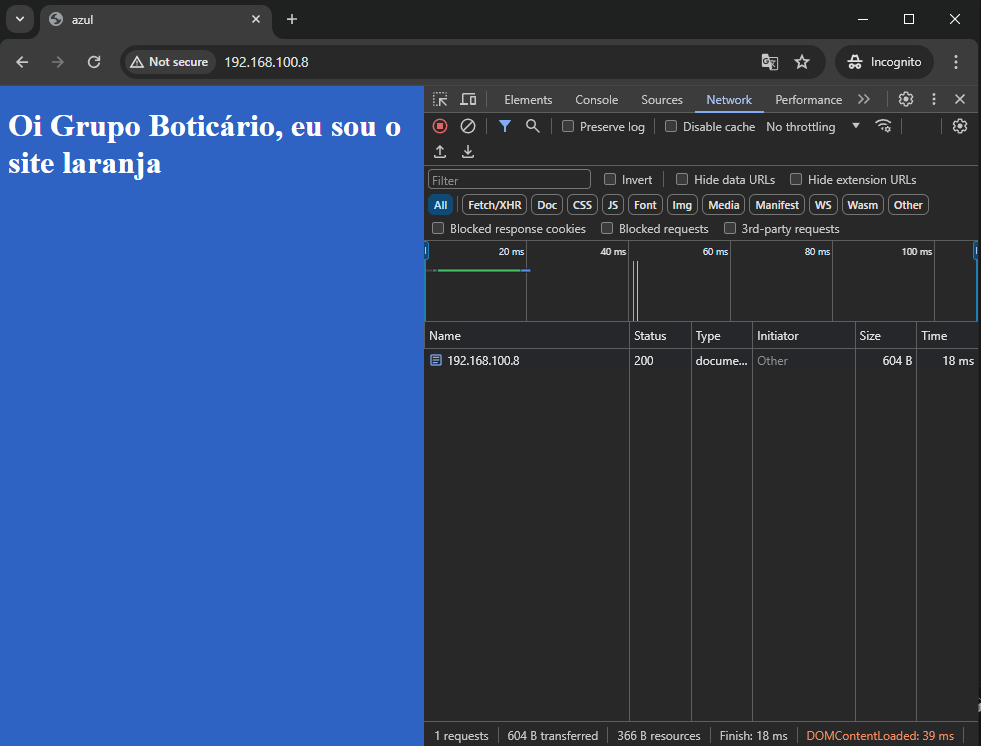 azul
Not secure 192.168.100.8 Incognito
Oi Grupo Boticário, eu sou o
site laranja
Elements Console Sources Network Performance
Preserve log Disable cache No throttling
Filter Invert Hide data URLs Hide extension URLs
All Fetch/XHR Doc CSS JS Font Img Media Manifest WS Wasm Other
Blocked response cookies Blocked requests 3rd-party requests
20 ms 40 ms 60 ms 80 ms 100 ms
Name Status Type Initiator Size Time
192.168.100.8 200 docume... Other 604 B 18 ms
1 requests 604 B transferred 366 B resources Finish: 18 ms DOMContentLoaded: 39 ms